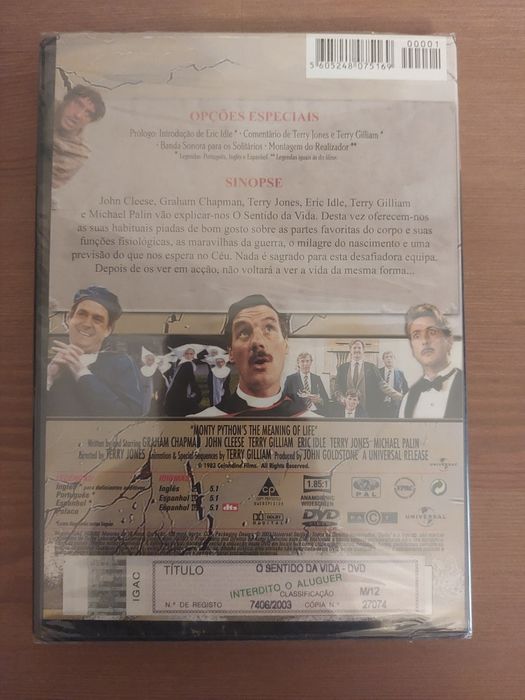 00001
5605248075169
OPÇÕES ESPECIAIS
Prólogo: Introdução de Eric Idle * · Comentário de Terry Jones e Terry Gilliam *
· Banda Sonora para os Solitários · Montagem do Realizador **
* Legendas: Português, Inglês e Espanhol. ** Legendas iguais às do filme.
SINOPSE
John Cleese, Graham Chapman, Terry Jones, Eric Idle, Terry Gilliam
e Michael Palin vão explicar-nos O Sentido da Vida. Desta vez oferecem-nos
as suas habituais piadas de bom gosto sobre as partes favoritas do corpo e suas
funções fisiológicas, as maravilhas da guerra, o milagre do nascimento e uma
previsão do que nos espera no Céu. Nada é sagrado para esta desafiadora equipa.
Depois de os ver em acção, não voltará a ver a vida da mesma forma...
"MONTY PYTHON'S THE MEANING OF LIFE"
Written by and Starring GRAHAM CHAPMAN JOHN CLEESE TERRY GILLIAM ERIC IDLE TERRY JONES MICHAEL PALIN
Directed by TERRY JONES Animation & Special Sequences by TERRY GILLIAM Produced by JOHN GOLDSTONE A UNIVERSAL RELEASE
© 1983 Celandine Films. All Rights Reserved.
UNIVERSAL
Inglês
Português
Espanhol
Polaco
IDIOMAS
Inglês 5.1
Espanhol 5.1
Espanhol 5.1
dts
DOLBY
DIGITAL
1.85:1
ANAMORPHIC
WIDESCREEN
DVD
PAL
UNIVERSAL
IGAC
TÍTULO O SENTIDO DA VIDA - DVD
INTERDITO O ALUGUER
CLASSIFICAÇÃO M/12
N.º DE REGISTO 7406/2003 CÓPIA N.º 27074